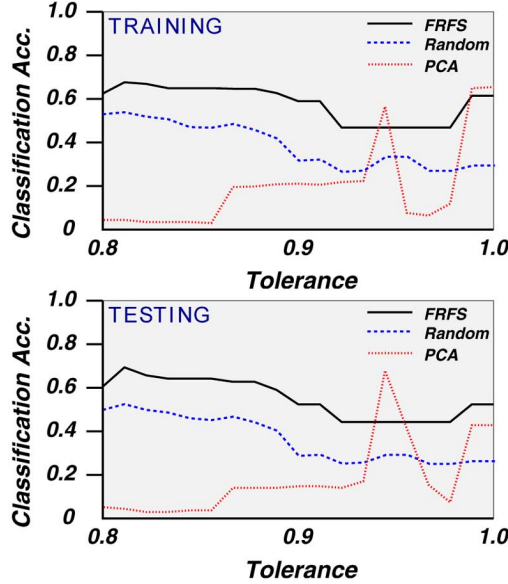 1.0
TRAINING
FRFS
Random
PCA
0.8
0.6
0.4
0.2
0
Classification Acc.
0.8
0.9
1.0
Tolerance
1.0
TESTING
FRFS
Random
PCA
0.8
0.6
0.4
0.2
0
Classification Acc.
0.8
0.9
1.0
Tolerance